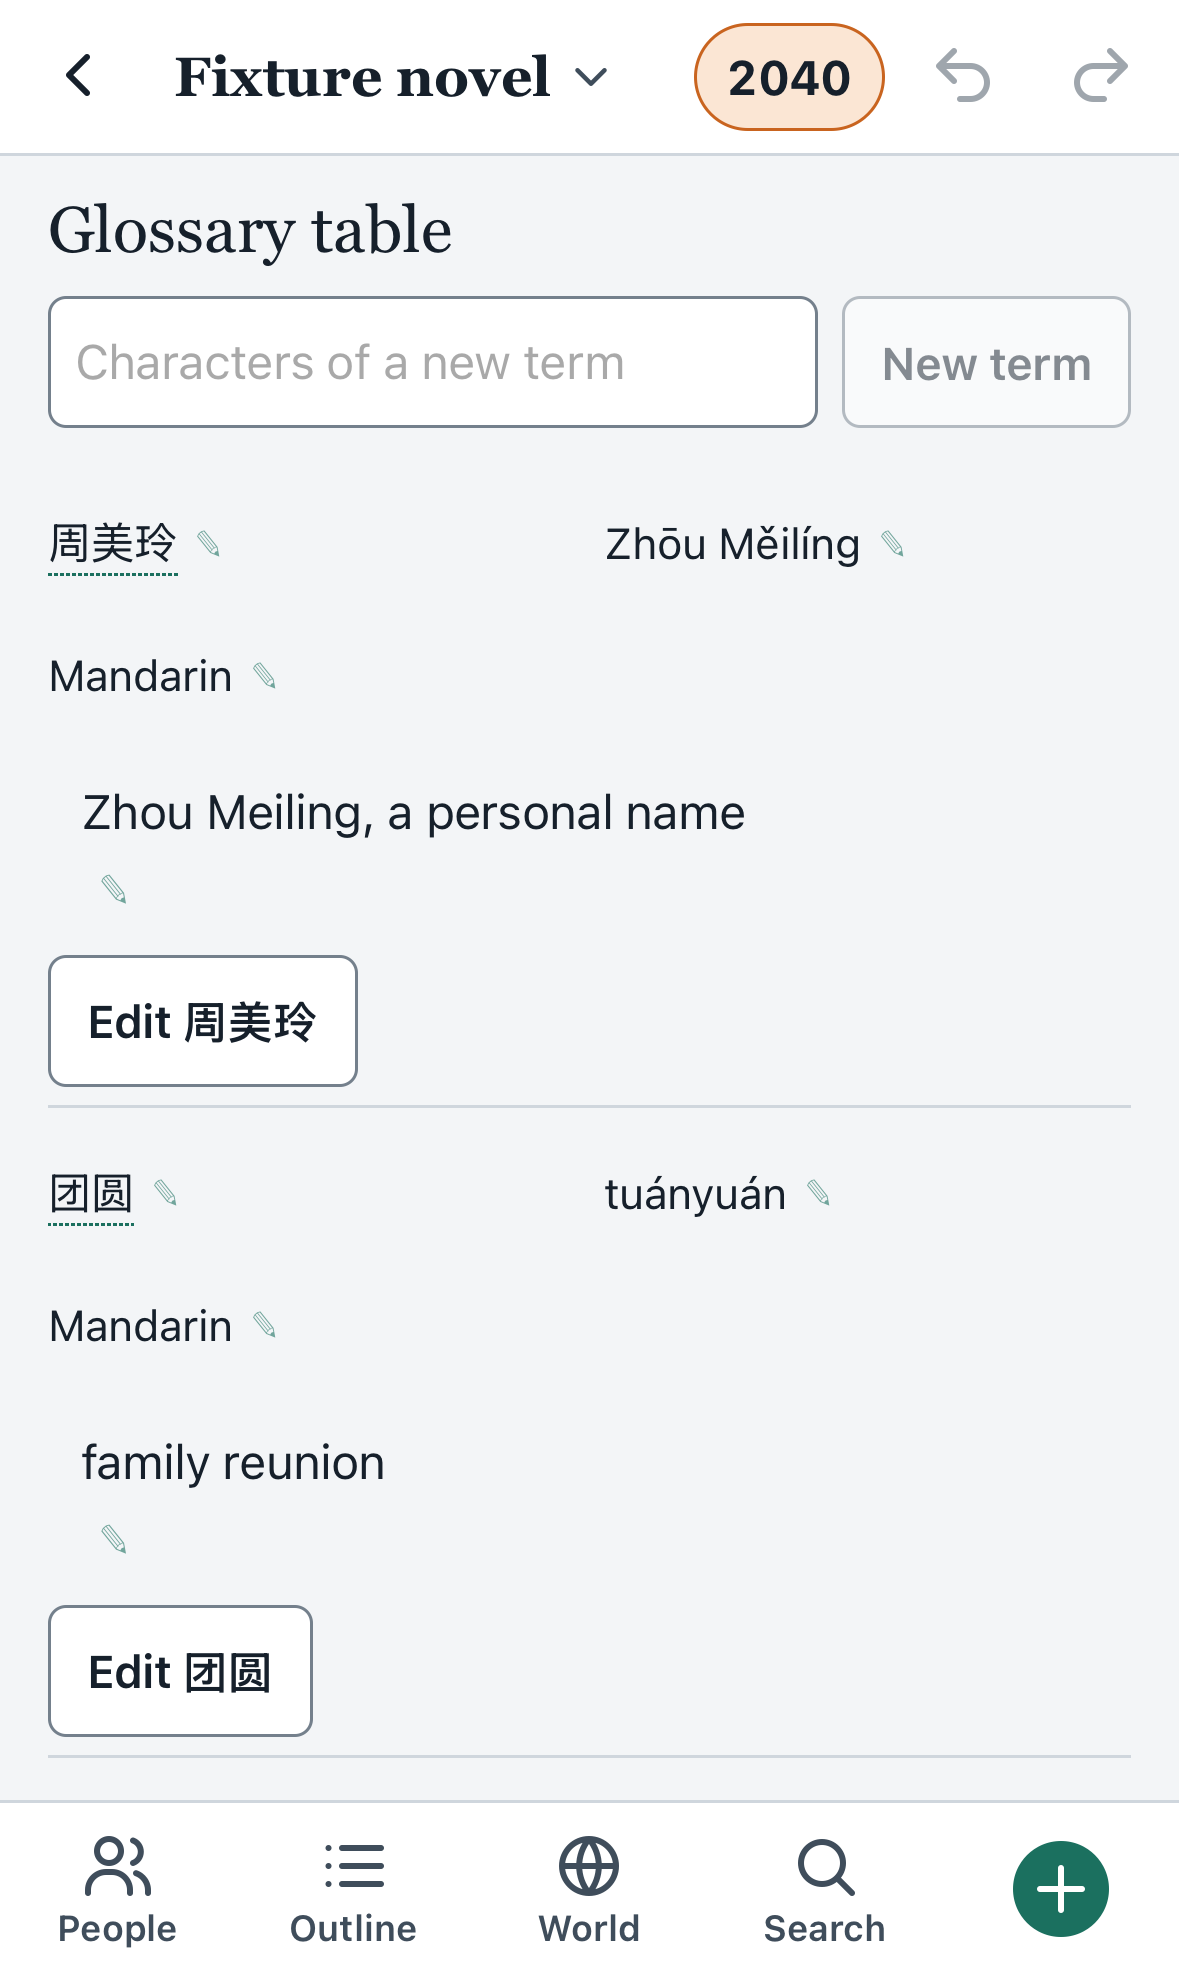 Fixture novel
2040
Glossary table
Characters of a new term
New term
周美玲
Zhōu Měilíng
Mandarin
Zhou Meiling, a personal name
Edit 周美玲
团圆
tuányuán
Mandarin
family reunion
Edit 团圆
People
Outline
World
Search